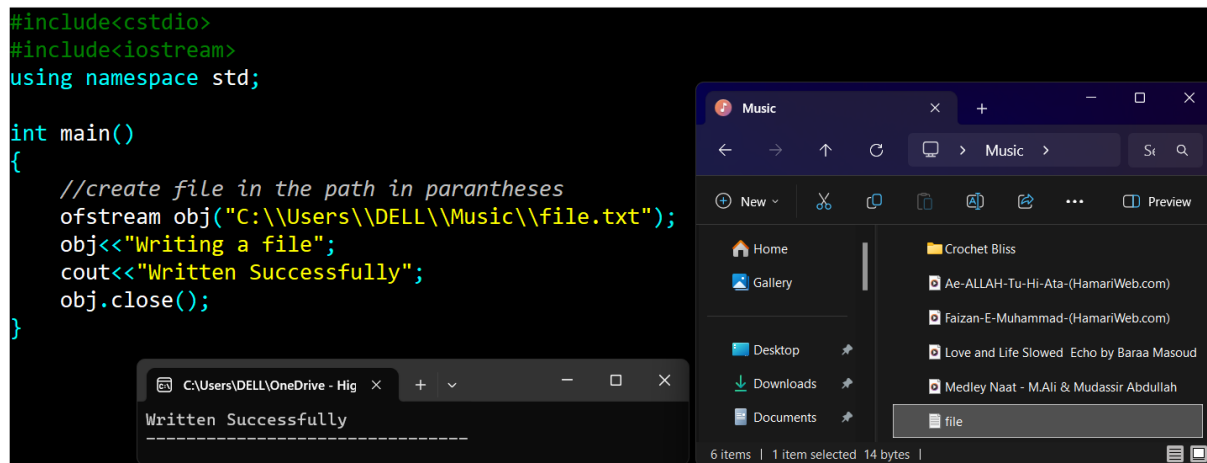 #include<cstdio>
#include<iostream>
using namespace std;
int main()
{
//create file in the path in parantheses
ofstream obj("C:\\Users\\DELL\\Music\\file.txt");
obj<<"Writing a file";
cout<<"Written Successfully";
obj.close();
}
C:\Users\DELL\OneDrive - Hig
Written Successfully
--------------------------------
Music
Music
Se
New
Preview
Home
Gallery
Desktop
Downloads
Documents
Crochet Bliss
Ae-ALLAH-Tu-Hi-Ata-(HamariWeb.com)
Faizan-E-Muhammad-(HamariWeb.com)
Love and Life Slowed Echo by Baraa Masoud
Medley Naat - M.Ali & Mudassir Abdullah
file
6 items | 1 item selected 14 bytes |